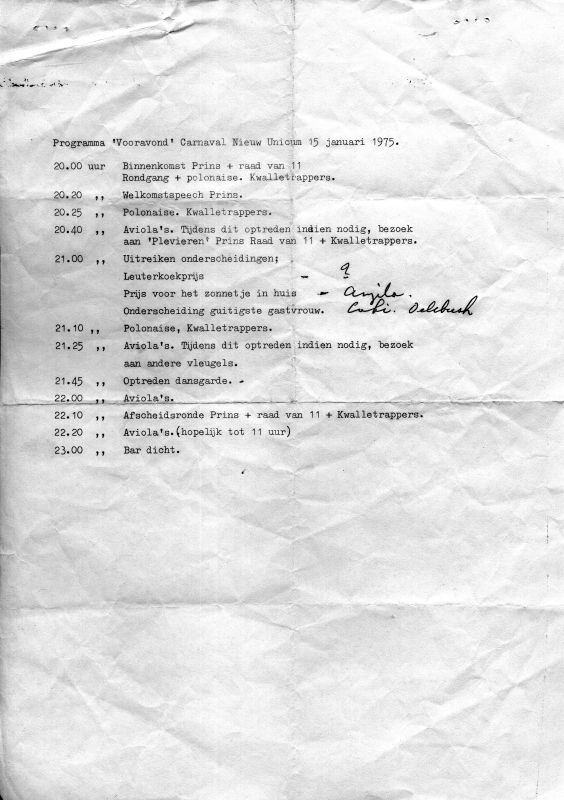 Programma 'Vooravond' Carnaval Nieuw Unicum 15 januari 1975.
20.00 uur Binnenkomst Prins + raad van 11
Rondgang + polonaise. Kwalletrappers.
20.20 ,, Welkomstspeech Prins.
20.25 ,, Polonaise. Kwalletrappers.
20.40 ,, Aviola's. Tijdens dit optreden indien nodig, bezoek
aan 'Plevieren' Prins Raad van 11 + Kwalletrappers.
21.00 ,, Uitreiken onderscheidingen;
Leuterkoekprijs - ?
Prijs voor het zonnetje in huis - Anjila.
Onderscheiding guitigste gastvrouw.
21.10 ,, Polonaise, Kwalletrappers.
21.25 ,, Aviola's. Tijdens dit optreden indien nodig, bezoek
aan andere vleugels.
21.45 ,, Optreden dansgarde. -
22.00 ,, Aviola's.
22.10 ,, Afscheidsronde Prins + raad van 11 + Kwalletrappers.
22.20 ,, Aviola's.(hopelijk tot 11 uur)
23.00 ,, Bar dicht.